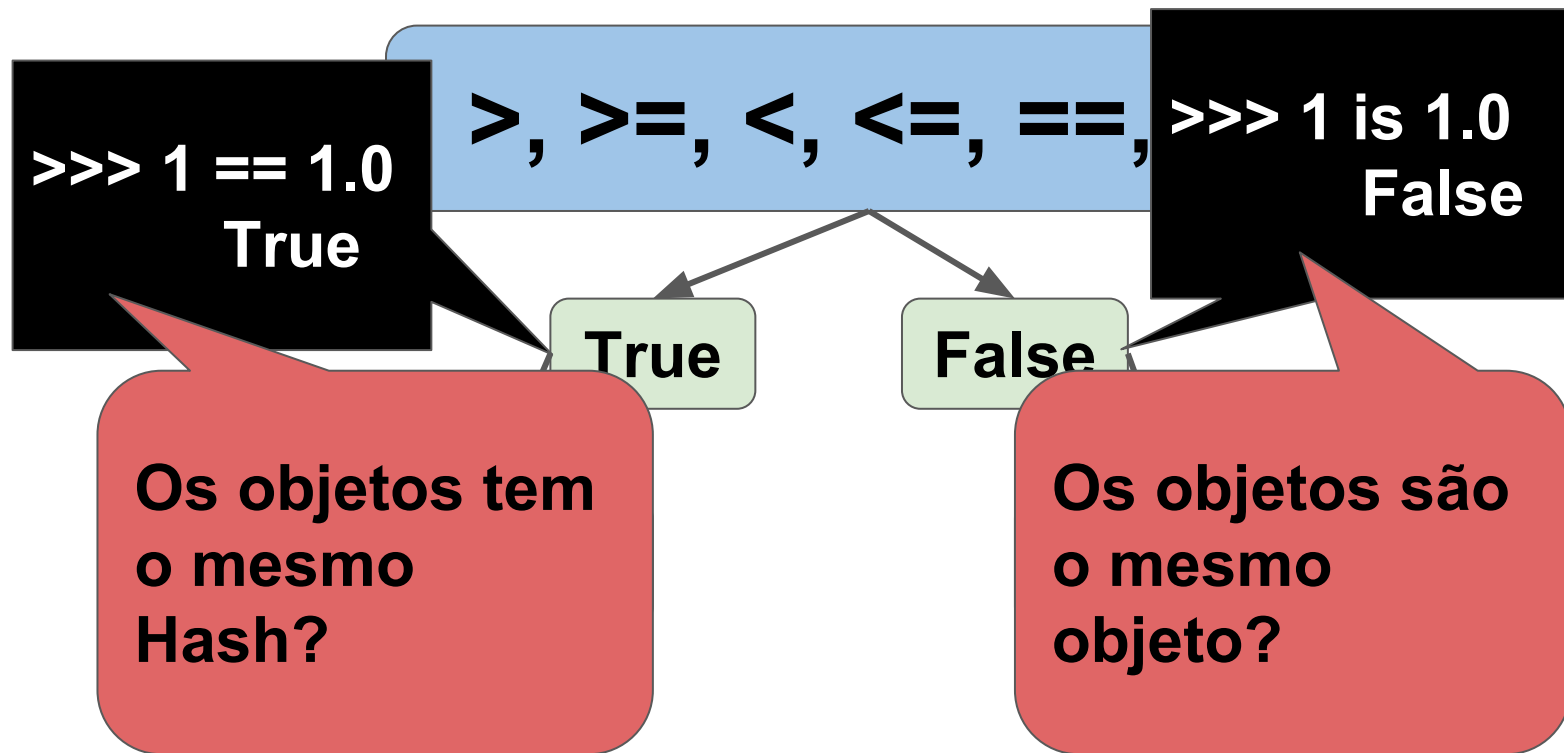 >, >=, <, <=, ==,
>>> 1 == 1.0
True
>>> 1 is 1.0
False
True
False
Os objetos tem
o mesmo
Hash?
Os objetos são
o mesmo
objeto?